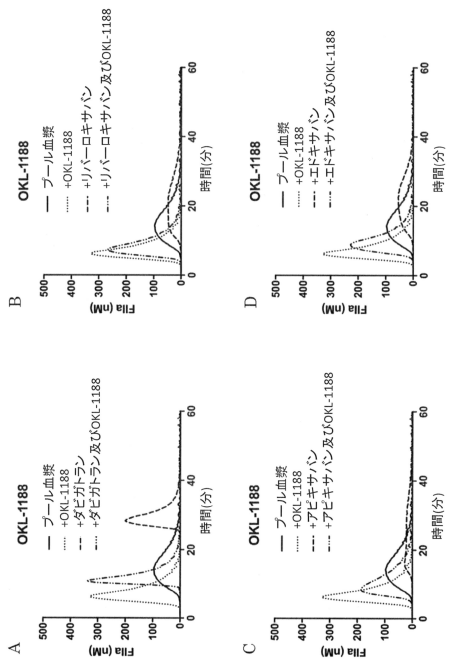 A
OKL-1188
プール血漿
+OKL-1188
+ダビガトラン
+ダビガトラン及びOKL-1188
FIIa (nM)
500
400
300
200
100
0
0 20 40 60
時間(分)
B
OKL-1188
プール血漿
+OKL-1188
+リバーロキサバン
+リバーロキサバン及びOKL-1188
FIIa (nM)
500
400
300
200
100
0
0 20 40 60
時間(分)
C
OKL-1188
プール血漿
+OKL-1188
+アピキサバン
+アピキサバン及びOKL-1188
FIIa (nM)
500
400
300
200
100
0
0 20 40 60
時間(分)
D
OKL-1188
プール血漿
+OKL-1188
+エドキサバン
+エドキサバン及びOKL-1188
FIIa (nM)
500
400
300
200
100
0
0 20 40 60
時間(分)